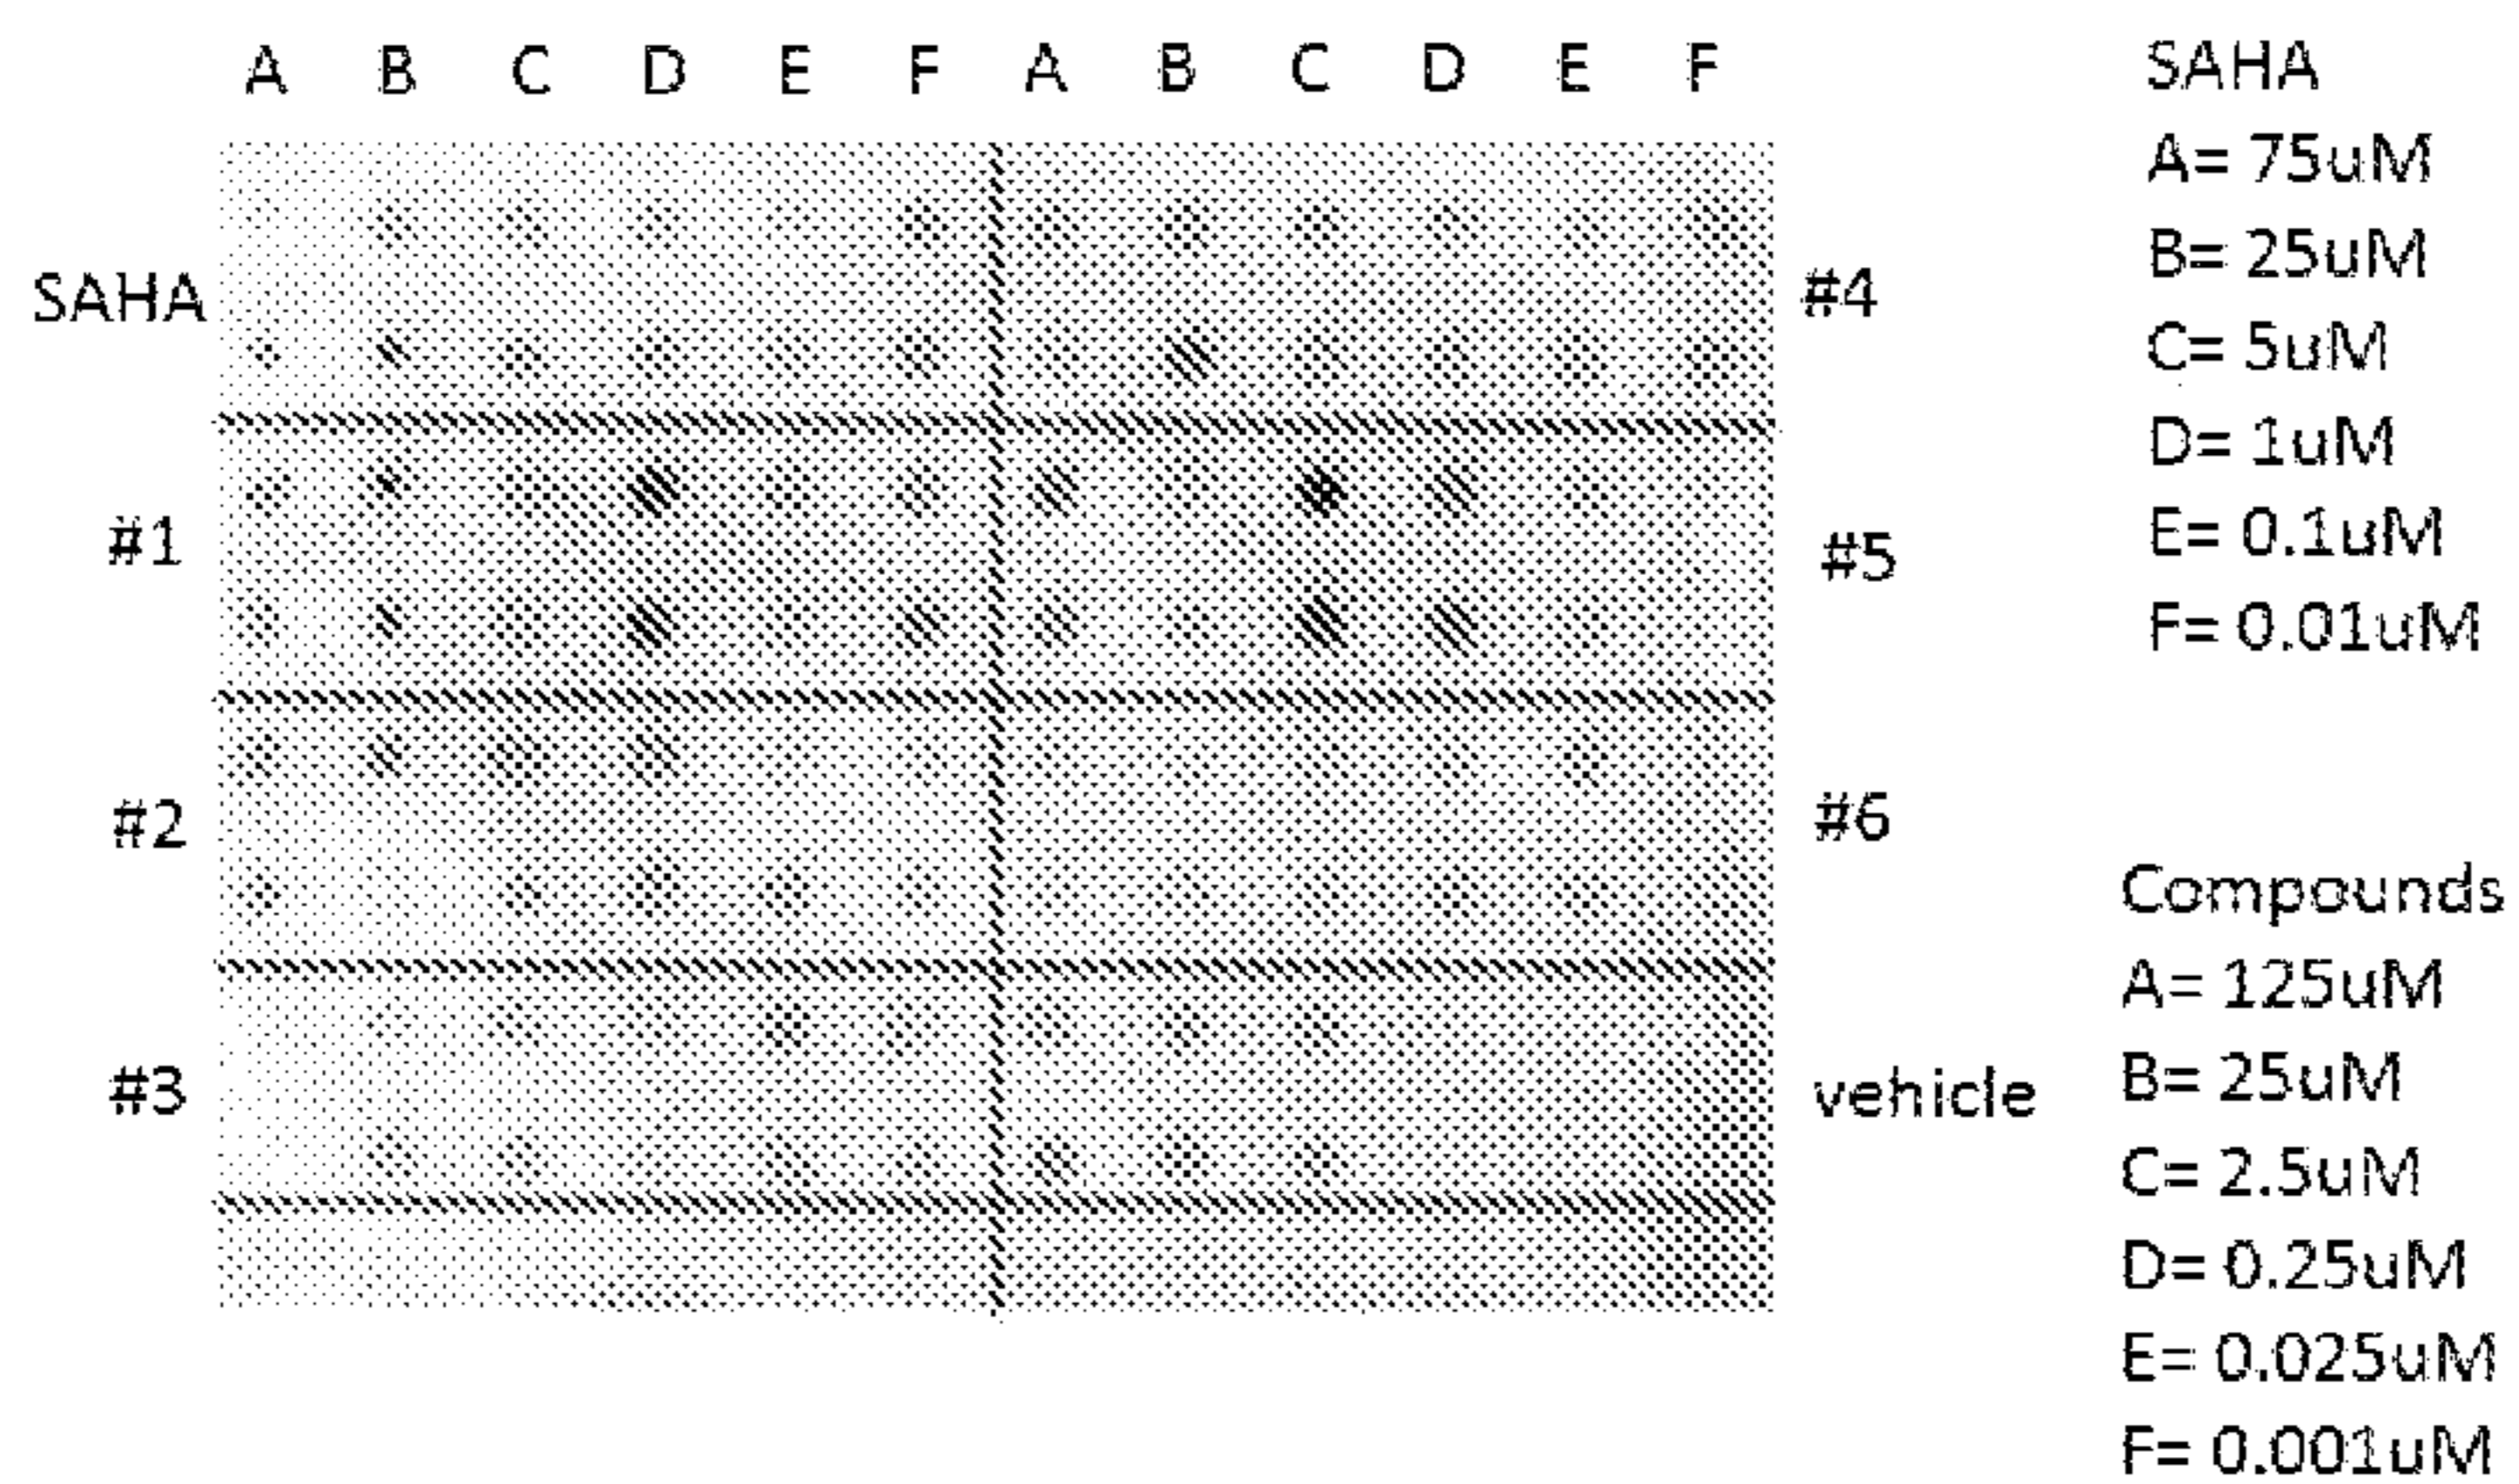 A B C D E F A B C D E F
SAHA
#1
#2
#3
#4
#5
#6
vehicle
SAHA
A= 75uM
B= 25uM
C= 5uM
D= 1uM
E= 0.1uM
F= 0.01uM
Compounds
A= 125uM
B= 25uM
C= 2.5uM
D= 0.25uM
E= 0.025uM
F= 0.001uM